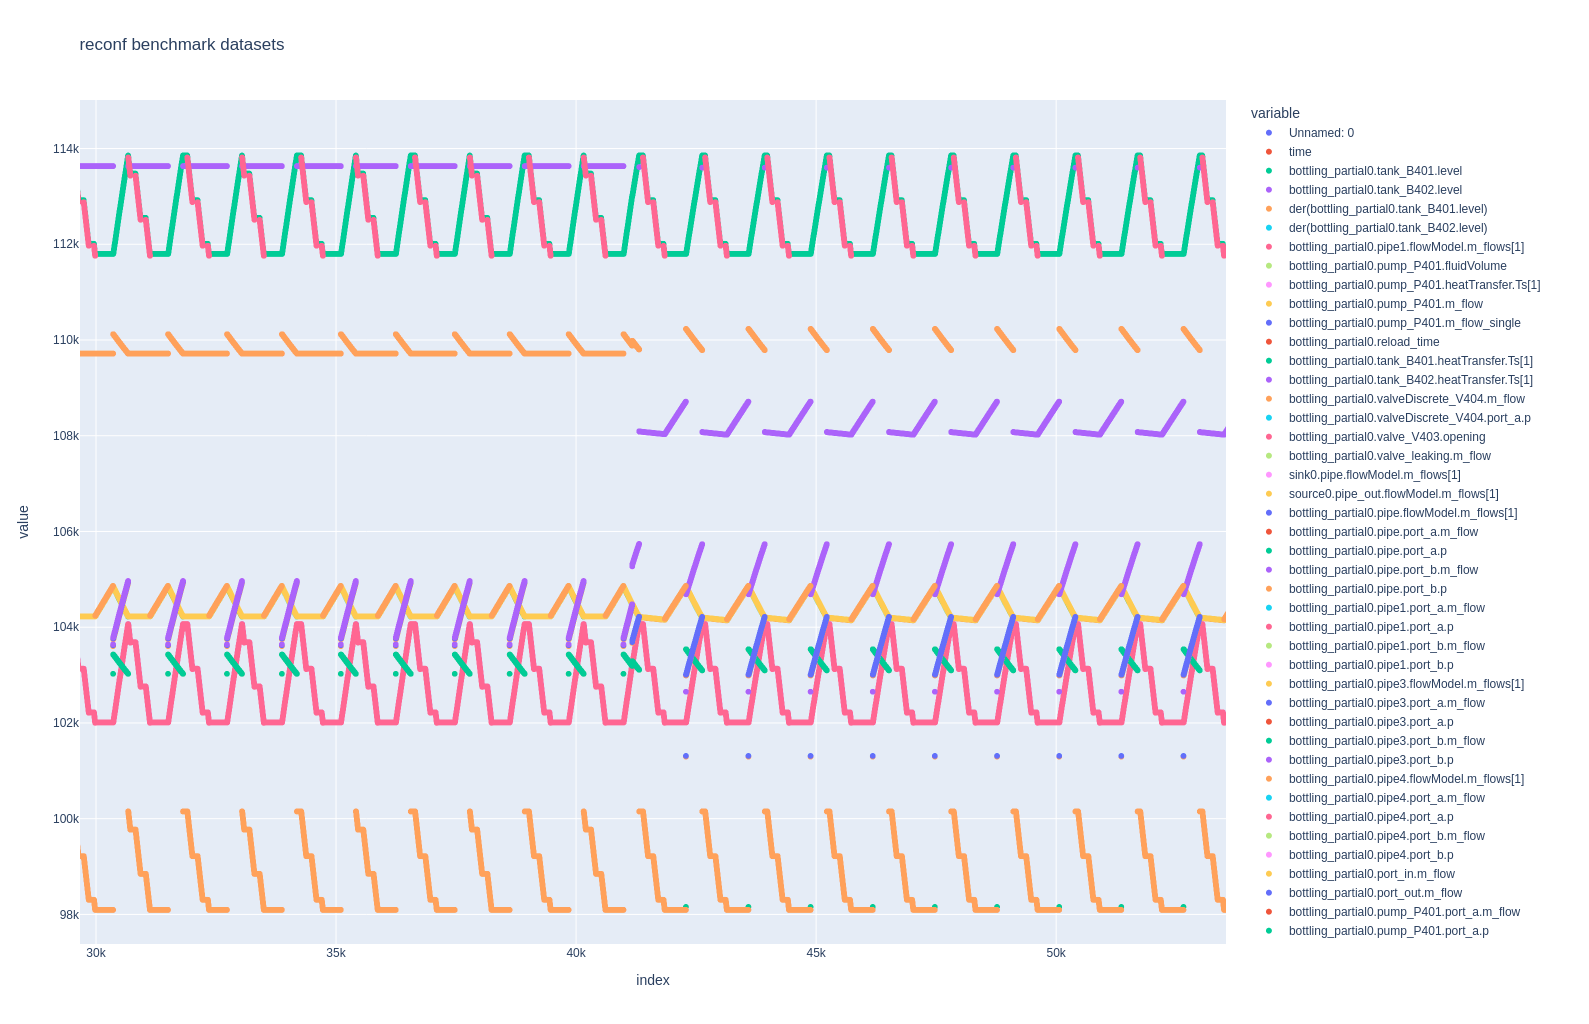 reconf benchmark datasets
114k
112k
110k
108k
106k
104k
102k
100k
98k
value
30k
35k
40k
45k
50k
index
variable
Unnamed: 0
time
bottling_partial0.tank_B401.level
bottling_partial0.tank_B402.level
der(bottling_partial0.tank_B401.level)
der(bottling_partial0.tank_B402.level)
bottling_partial0.pipe1.flowModel.m_flows[1]
bottling_partial0.pump_P401.fluidVolume
bottling_partial0.pump_P401.heatTransfer.Ts[1]
bottling_partial0.pump_P401.m_flow
bottling_partial0.pump_P401.m_flow_single
bottling_partial0.reload_time
bottling_partial0.tank_B401.heatTransfer.Ts[1]
bottling_partial0.tank_B402.heatTransfer.Ts[1]
bottling_partial0.valveDiscrete_V404.m_flow
bottling_partial0.valveDiscrete_V404.port_a.p
bottling_partial0.valve_V403.opening
bottling_partial0.valve_leaking.m_flow
sink0.pipe.flowModel.m_flows[1]
source0.pipe_out.flowModel.m_flows[1]
bottling_partial0.pipe.flowModel.m_flows[1]
bottling_partial0.pipe.port_a.m_flow
bottling_partial0.pipe.port_a.p
bottling_partial0.pipe.port_b.m_flow
bottling_partial0.pipe.port_b.p
bottling_partial0.pipe1.port_a.m_flow
bottling_partial0.pipe1.port_a.p
bottling_partial0.pipe1.port_b.m_flow
bottling_partial0.pipe1.port_b.p
bottling_partial0.pipe3.flowModel.m_flows[1]
bottling_partial0.pipe3.port_a.m_flow
bottling_partial0.pipe3.port_a.p
bottling_partial0.pipe3.port_b.m_flow
bottling_partial0.pipe3.port_b.p
bottling_partial0.pipe4.flowModel.m_flows[1]
bottling_partial0.pipe4.port_a.m_flow
bottling_partial0.pipe4.port_a.p
bottling_partial0.pipe4.port_b.m_flow
bottling_partial0.pipe4.port_b.p
bottling_partial0.port_in.m_flow
bottling_partial0.port_out.m_flow
bottling_partial0.pump_P401.port_a.m_flow
bottling_partial0.pump_P401.port_a.p